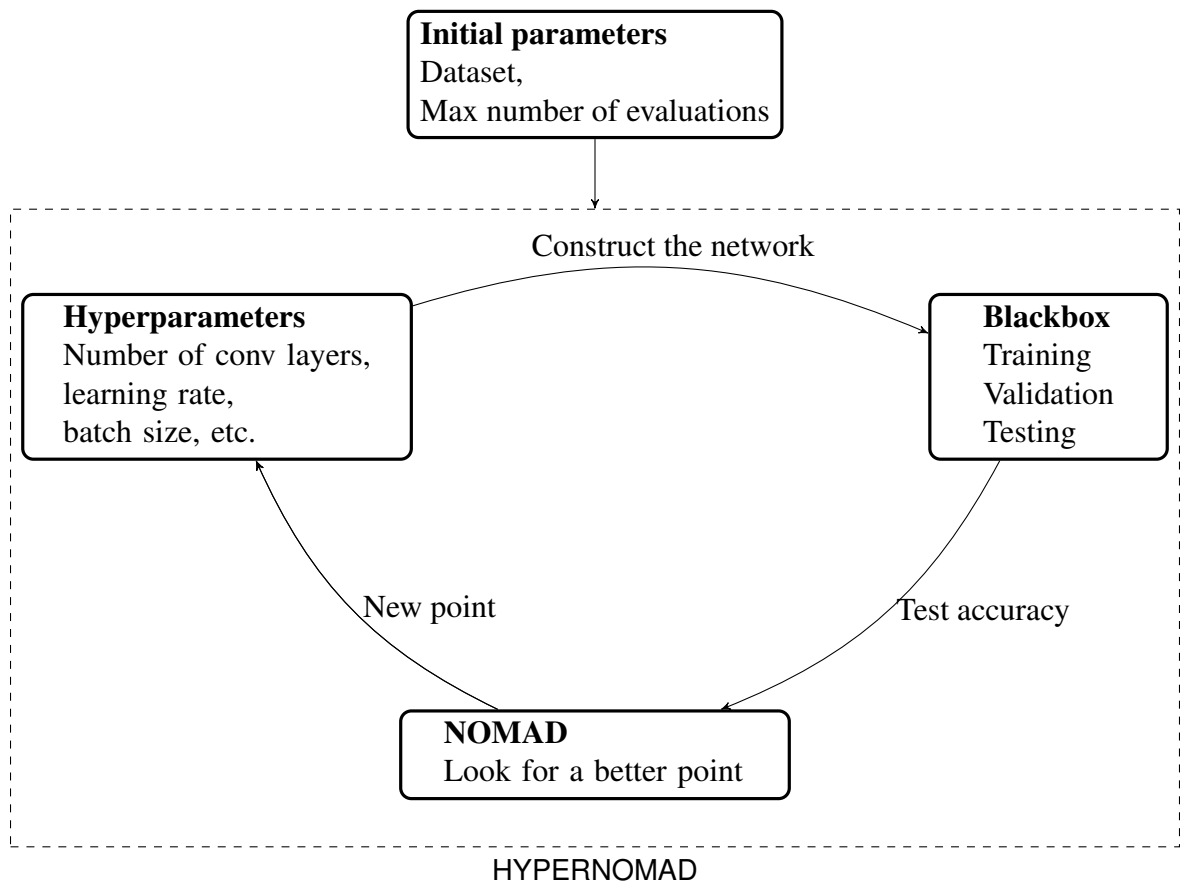 Initial parameters
Dataset,
Max number of evaluations
Construct the network
Hyperparameters
Number of conv layers,
learning rate,
batch size, etc.
Blackbox
Training
Validation
Testing
New point
Test accuracy
NOMAD
Look for a better point
HYPERNOMAD